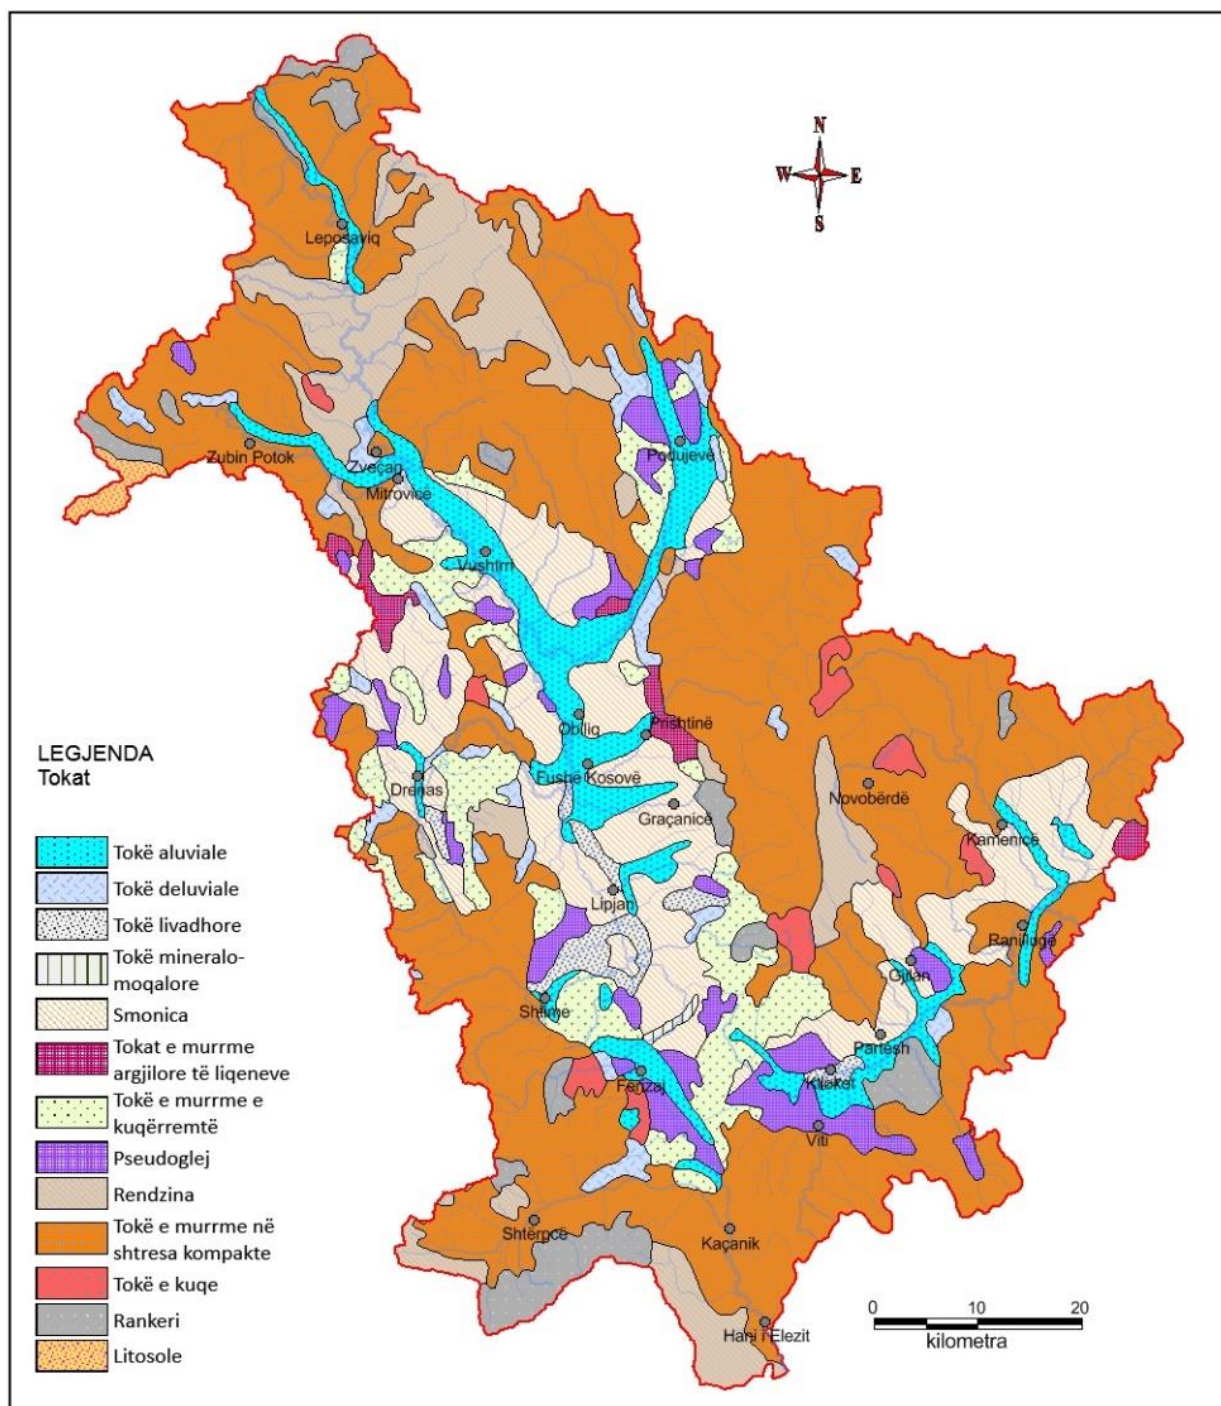 N
W E
S
Leposaviq
Zubin Potok
Zveçan
Mitrovicë
Podujevë
Vushtrri
Obiliq
Prishtinë
Fushë Kosovë
Drenas
Graçanicë
Novobërdë
Kamenicë
Lipjan
Ranillugë
Gjilan
Shtime
Partesh
Ferizaj
Kllokot
Viti
Shtërpcë
Kaçanik
Hani i Elezit
LEGJENDA
Tokat
Tokë aluviale
Tokë deluviale
Tokë livadhore
Tokë mineralo-
moqalore
Smonica
Tokat e murrme
argjilore të liqeneve
Tokë e murrme e
kuqërremtë
Pseudoglej
Rendzina
Tokë e murrme në
shtresa kompakte
Tokë e kuqe
Rankeri
Litosole
0 10 20
kilometra